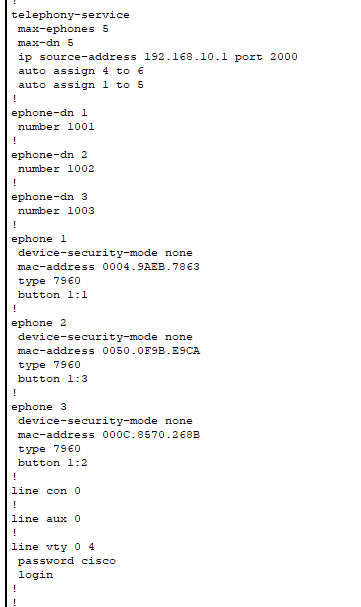 !
telephony-service
max-ephones 5
max-dn 5
ip source-address 192.168.10.1 port 2000
auto assign 4 to 6
auto assign 1 to 5
!
ephone-dn 1
number 1001
!
ephone-dn 2
number 1002
!
ephone-dn 3
number 1003
!
ephone 1
device-security-mode none
mac-address 0004.9AEB.7863
type 7960
button 1:1
!
ephone 2
device-security-mode none
mac-address 0050.0F9B.E9CA
type 7960
button 1:3
!
ephone 3
device-security-mode none
mac-address 000C.8570.268B
type 7960
button 1:2
!
line con 0
!
line aux 0
!
line vty 0 4
password cisco
login
!
!